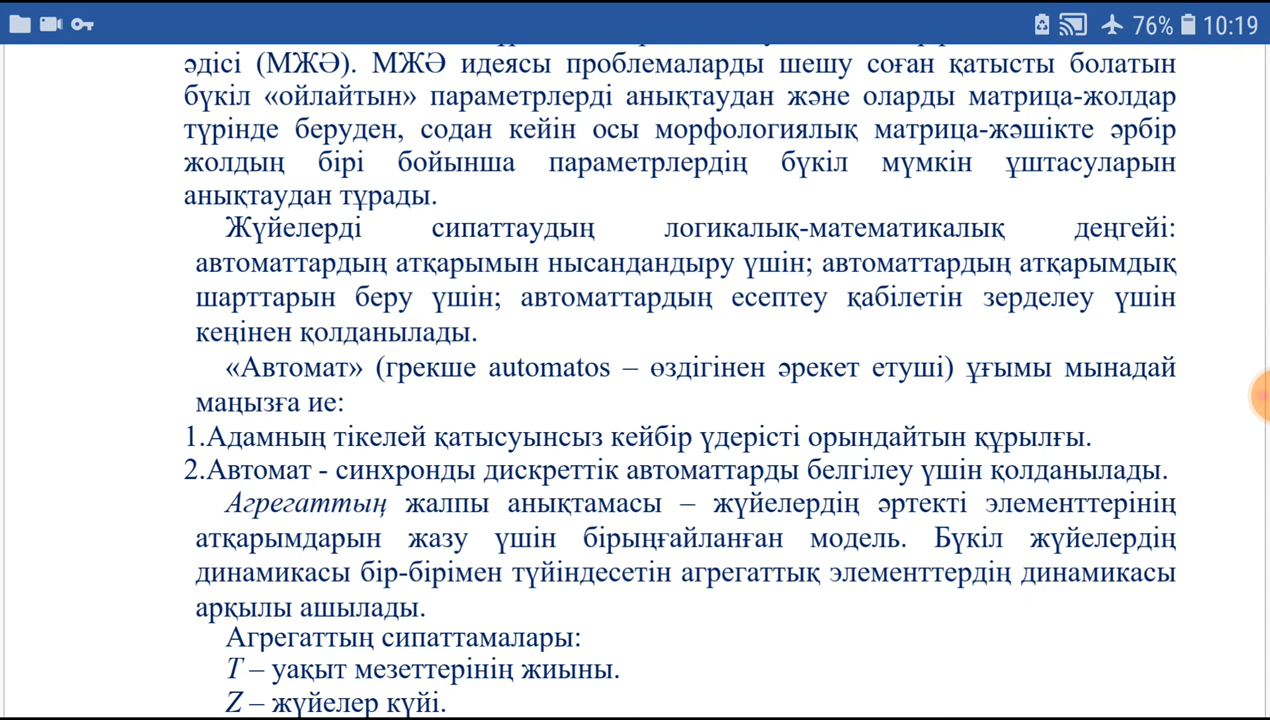 76% 10:19
әдісі (МЖӘ). МЖӘ идеясы проблемаларды шешу соған қатысты болатын
бүкіл «ойлайтын» параметрлерді анықтаудан және оларды матрица-жолдар
түрінде беруден, содан кейін осы морфологиялық матрица-жәшікте әрбір
жолдың бірі бойынша параметрлердің бүкіл мүмкін ұштасуларын
анықтаудан тұрады.
Жүйелерді сипаттаудың логикалық-математикалық деңгейі:
автоматтардың атқарымын нысандандыру үшін; автоматтардың атқарымдық
шарттарын беру үшін; автоматтардың есептеу қабілетін зерделеу үшін
кеңінен қолданылады.
«Автомат» (грекше automatos – өздігінен әрекет етуші) ұғымы мынадай
маңызға ие:
1.Адамның тікелей қатысуынсыз кейбір үдерісті орындайтын құрылғы.
2.Автомат - синхронды дискреттік автоматтарды белгілеу үшін қолданылады.
Агрегаттың жалпы анықтамасы – жүйелердің әртекті элементтерінің
атқарымдарын жазу үшін бірыңғайланған модель. Бүкіл жүйелердің
динамикасы бір-бірімен түйіндесетін агрегаттық элементтердің динамикасы
арқылы ашылады.
Агрегаттың сипаттамалары:
T – уақыт мезеттерінің жиыны.
Z – жүйелер күйі.